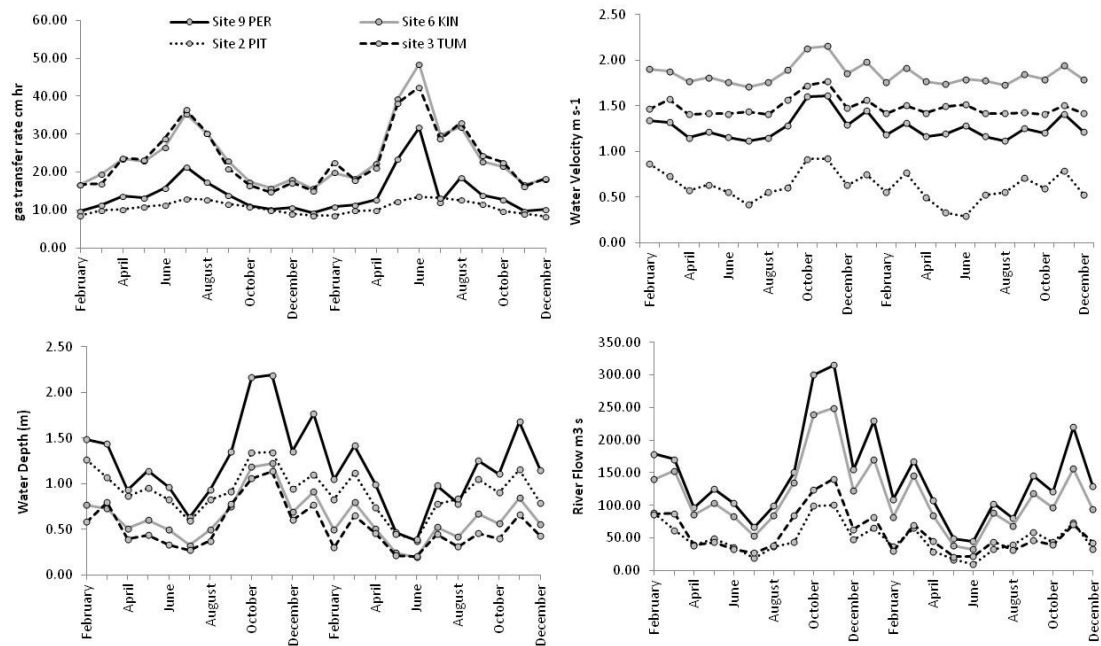 60.00
50.00
40.00
30.00
20.00
10.00
0.00
gas transfer rate cm hr
Site 9 PER
Site 6 KIN
Site 2 PIT
site 3 TUM
February
April
June
August
October
December
February
April
June
August
October
December
2.50
2.00
1.50
1.00
0.50
0.00
Water Velocity m s-1
February
April
June
August
October
December
February
April
June
August
October
December
2.50
2.00
1.50
1.00
0.50
0.00
Water Depth (m)
February
April
June
August
October
December
February
April
June
August
October
December
350.00
300.00
250.00
200.00
150.00
100.00
50.00
0.00
River Flow m3 s
February
April
June
August
October
December
February
April
June
August
October
December